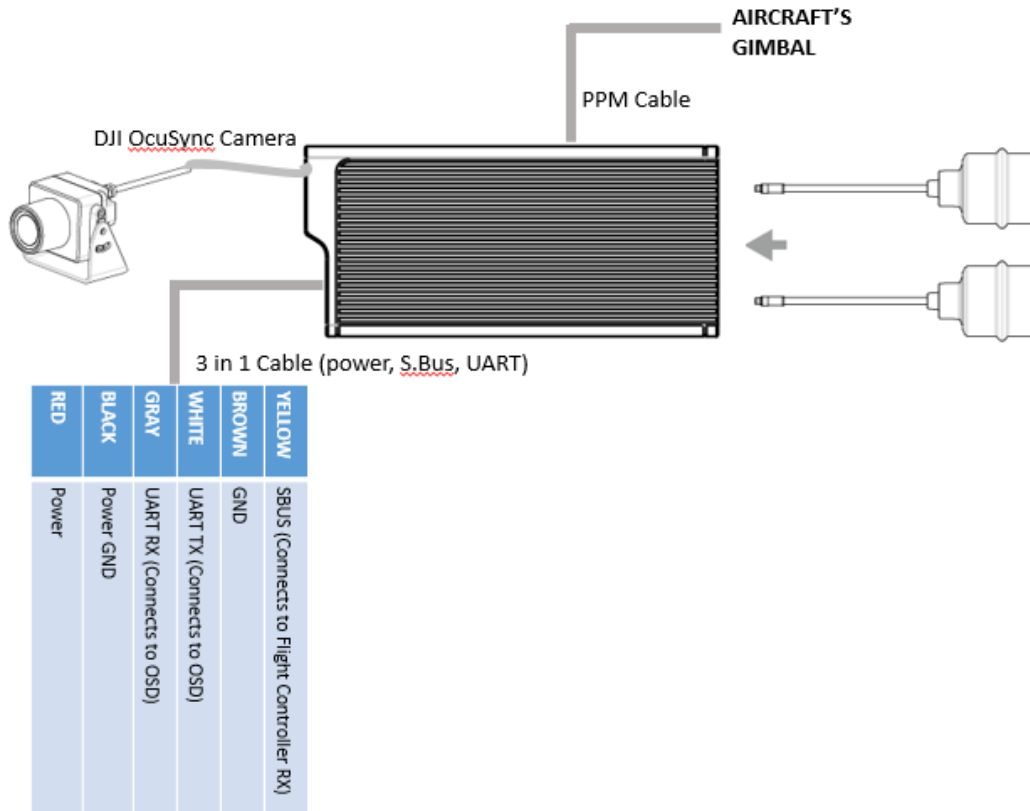 AIRCRAFT'S
GIMBAL
PPM Cable
DJI OcuSync Camera
3 in 1 Cable (power, S.Bus, UART)
RED
Power
BLACK
Power GND
GRAY
UART RX (Connects to OSD)
WHITE
UART TX (Connects to OSD)
BROWN
GND
YELLOW
SBUS (Connects to Flight Controller RX)